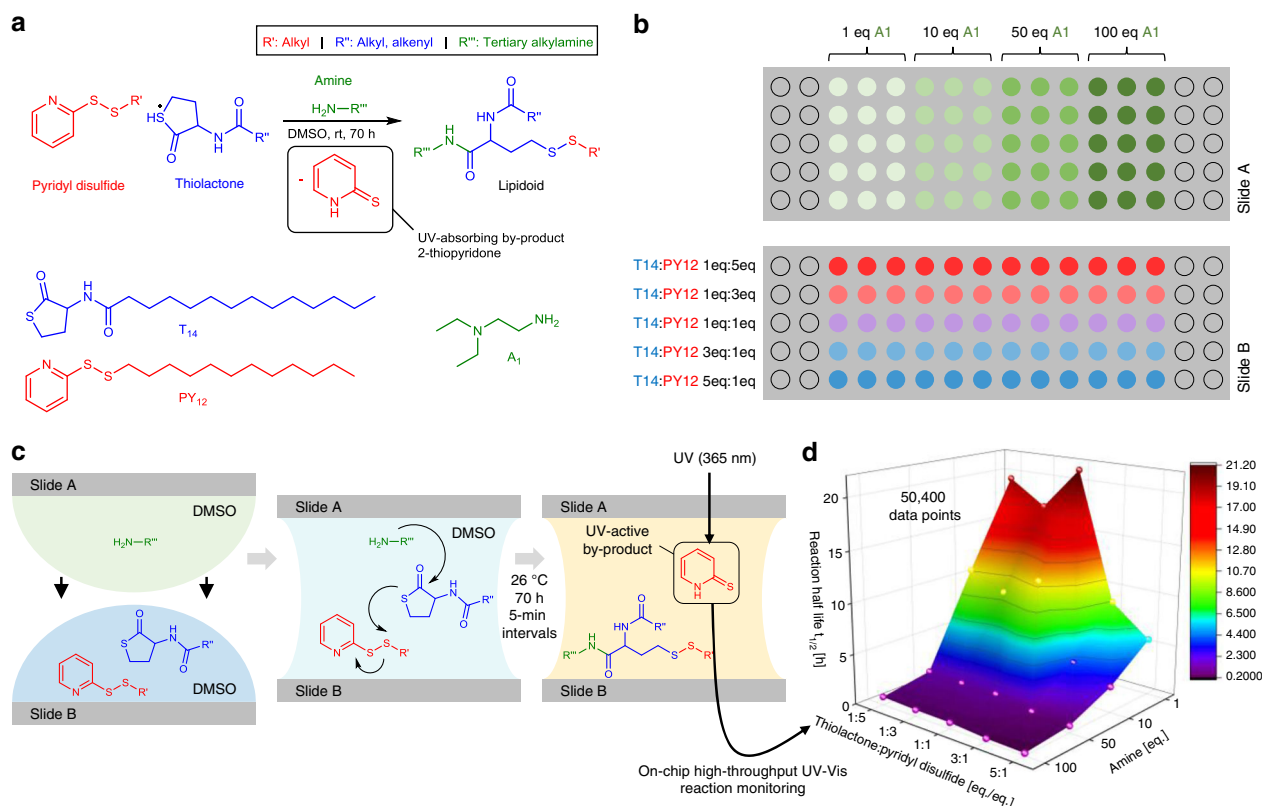 a
R': Alkyl | R'': Alkyl, alkenyl | R''': Tertiary alkylamine
N
S
S
R'
HS
O
N
H
O
R''
Amine
H2N—R'''
DMSO, rt, 70 h
-
N
H
S
O
HN
R''
H
N
R'''
O
S
S
R'
Pyridyl disulfide
Thiolactone
Lipidoid
UV-absorbing by-product
2-thiopyridone
O
S
H
N
O
T14
N
S
S
PY12
N
NH2
A1
b
1 eq A1
10 eq A1
50 eq A1
100 eq A1
Slide A
T14:PY12 1eq:5eq
T14:PY12 1eq:3eq
T14:PY12 1eq:1eq
T14:PY12 3eq:1eq
T14:PY12 5eq:1eq
Slide B
c
Slide A
DMSO
H2N—R'''
O
S
H
N
O
R''
N
S
S
R'
DMSO
Slide B
Slide A
H2N—R'''
DMSO
O
S
H
N
O
R''
N
S
S
R'
Slide B
26 °C
70 h
5-min
intervals
UV (365 nm)
Slide A
UV-active
by-product
N
H
S
O
HN
R''
H
N
R'''
O
S
S
R'
Slide B
On-chip high-throughput UV-Vis
reaction monitoring
d
50,400
data points
Reaction half life t1/2 [h]
20
15
10
5
0
1:5
1:3
1:1
3:1
5:1
Thiolactone:pyridyl disulfide [eq./eq.]
100
50
10
1
Amine [eq.]
21.20
19.10
17.00
14.90
12.80
10.70
8.600
6.500
4.400
2.300
0.2000